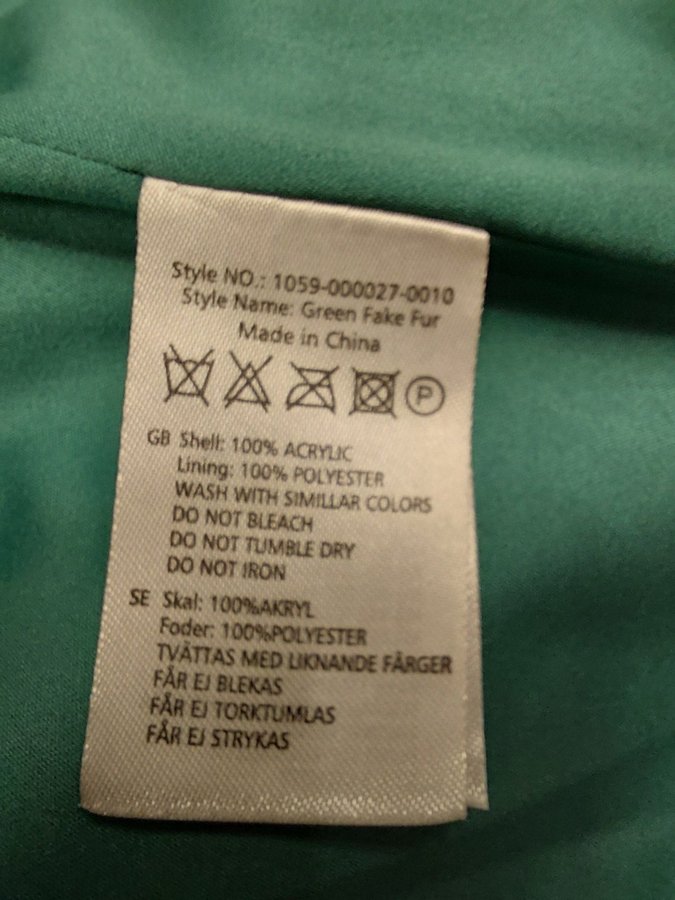 Style NO.: 1059-000027-0010
Style Name: Green Fake Fur
Made in China
P
GB Shell: 100% ACRYLIC
Lining: 100% POLYESTER
WASH WITH SIMILLAR COLORS
DO NOT BLEACH
DO NOT TUMBLE DRY
DO NOT IRON
SE Skal: 100%AKRYL
Foder: 100%POLYESTER
TVÄTTAS MED LIKNANDE FÄRGER
FÅR EJ BLEKAS
FÅR EJ TORKTUMLAS
FÅR EJ STRYKAS